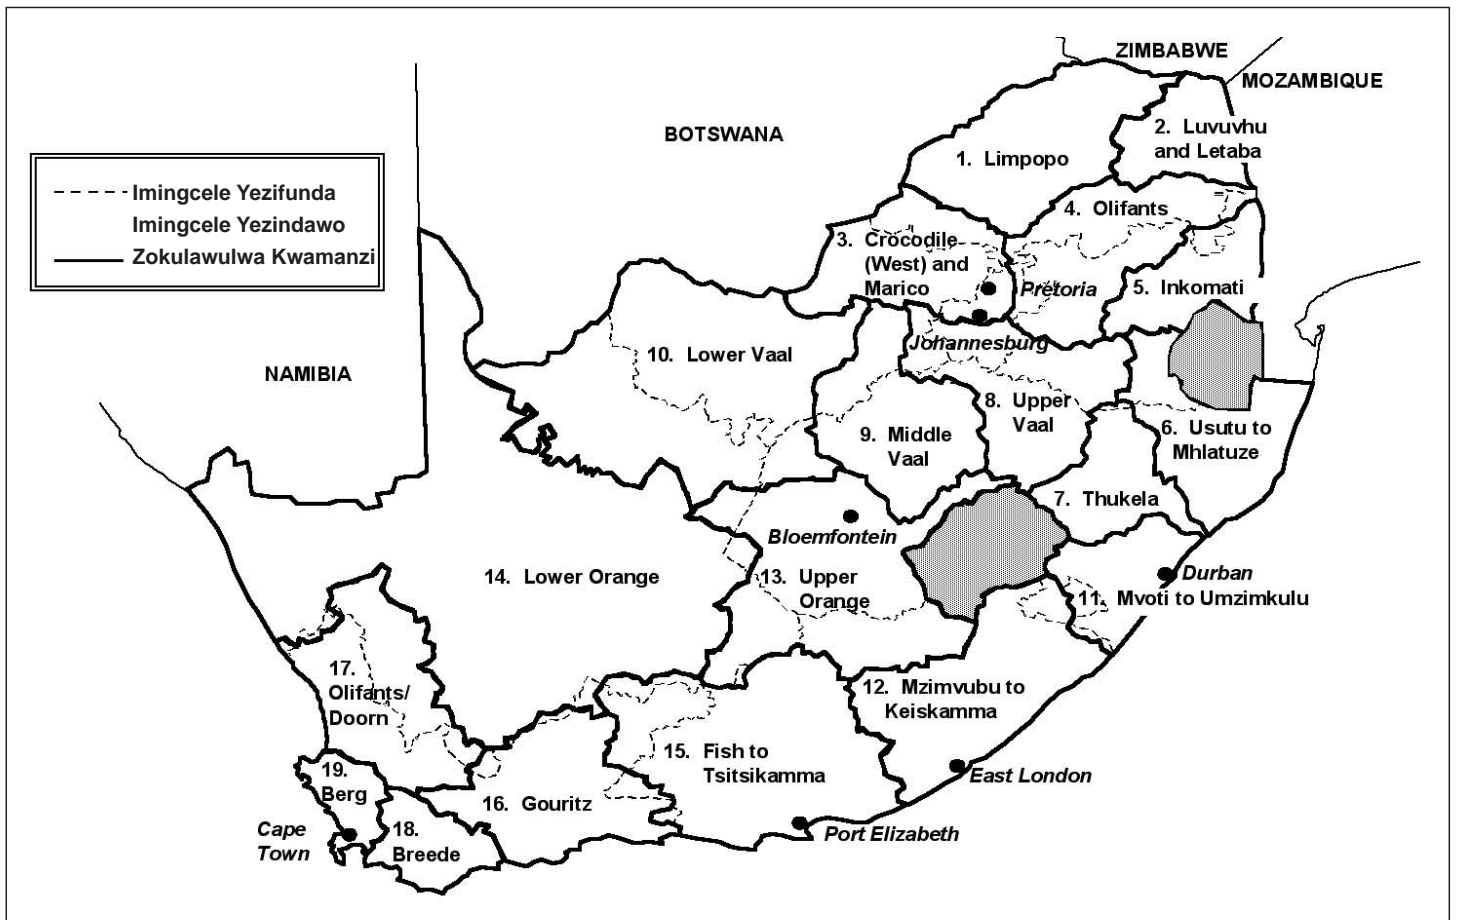 ZIMBABWE
MOZAMBIQUE
BOTSWANA
2. Luvuvhu
and Letaba
1. Limpopo
Imingcele Yezifunda
Imingcele Yezindawo
Zokulawulwa Kwamanzi
4. Olifants
3. Crocodile
(West) and
Marico
Pretoria
5. Inkomati
Johannesburg
10. Lower Vaal
NAMIBIA
8. Upper
Vaal
9. Middle
Vaal
6. Usutu to
Mhlatuze
7. Thukela
Bloemfontein
14. Lower Orange
13. Upper
Orange
Durban
11. Mvoti to Umzimkulu
17.
Olifants/
Doorn
12. Mzimvubu to
Keiskamma
15. Fish to
Tsitsikamma
East London
19.
Berg
16. Gouritz
Cape
Town
18.
Breede
Port Elizabeth